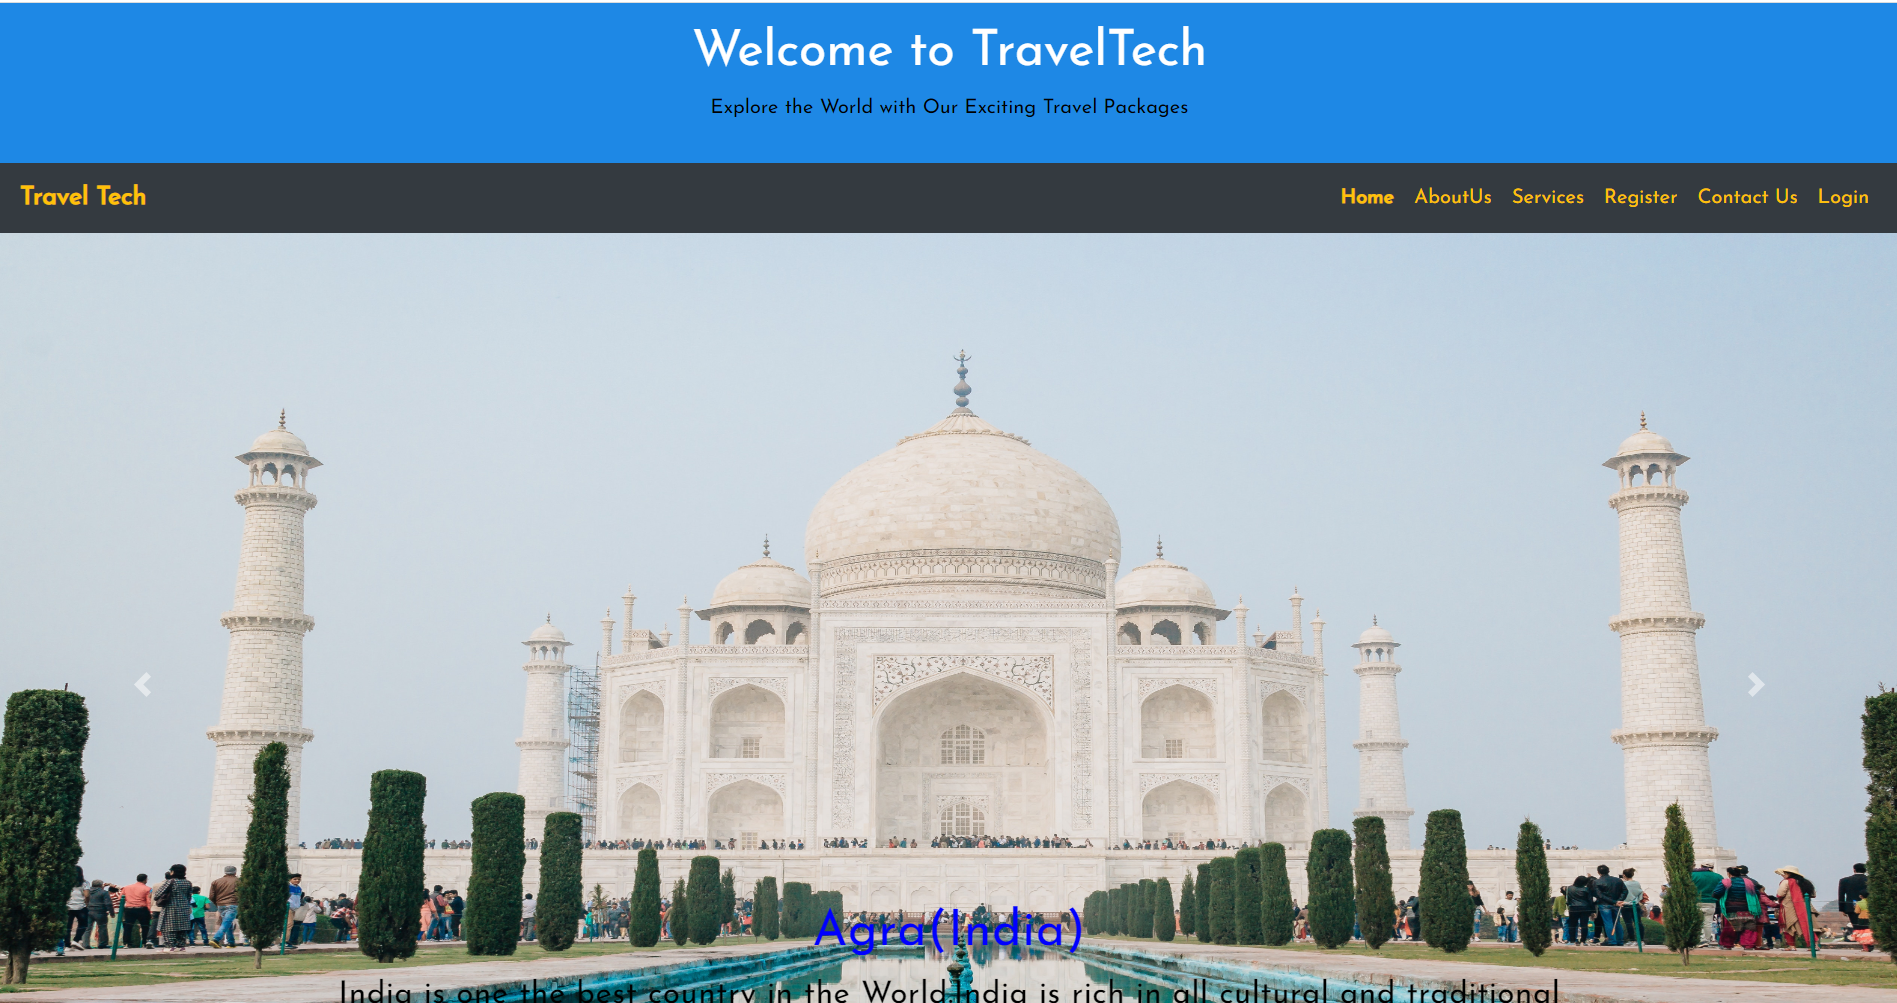 Welcome to TravelTech
Explore the World with Our Exciting Travel Packages
Travel Tech
Home AboutUs Services Register Contact Us Login
Agra(India)
India is one the best country in the World.India is rich in all cultural and traditional